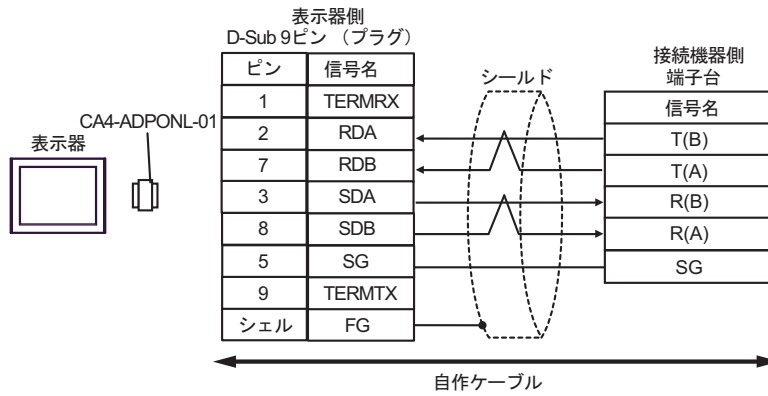 表示器側
D-Sub 9ピン （プラグ）
接続機器側
端子台
ピン 信号名
シールド
信号名
1 TERMRX
CA4-ADPONL-01
表示器
2 RDA
T(B)
7 RDB
T(A)
3 SDA
R(B)
8 SDB
R(A)
5 SG
SG
9 TERMTX
シェル FG
自作ケーブル